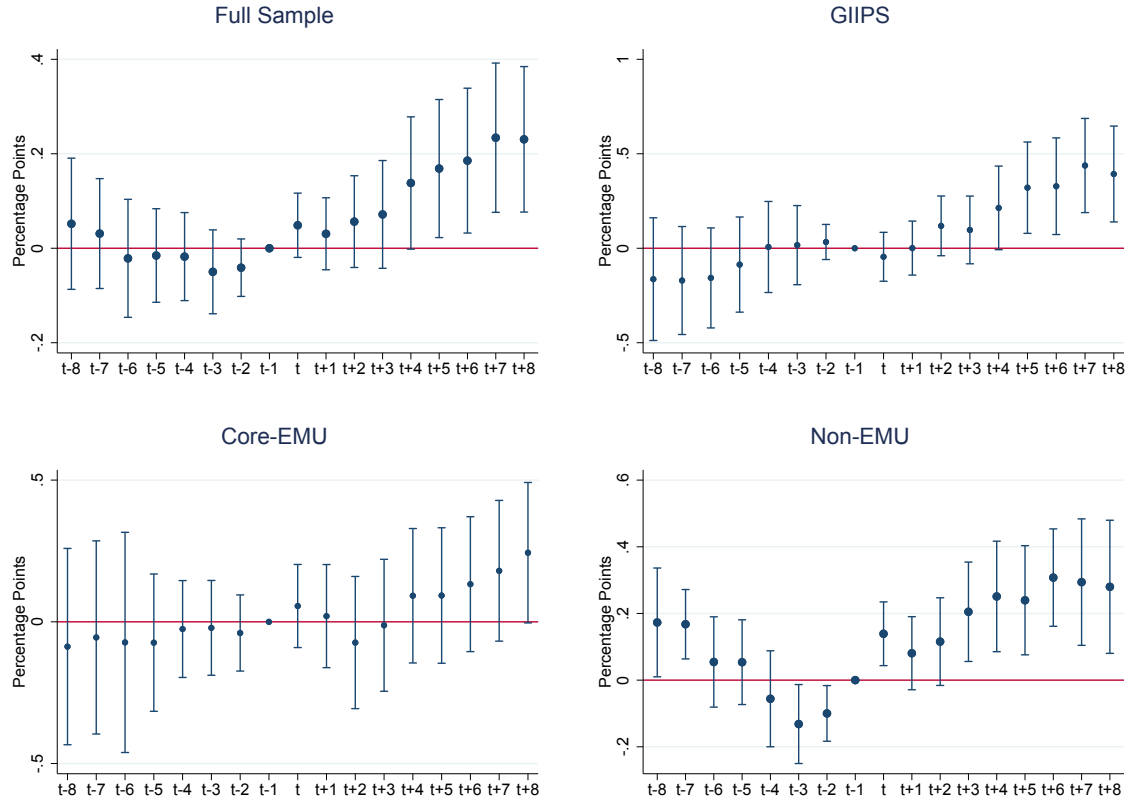 Full Sample
Percentage Points
.4
.2
0
-.2
t-8 t-7 t-6 t-5 t-4 t-3 t-2 t-1 t t+1 t+2 t+3 t+4 t+5 t+6 t+7 t+8
GIIPS
Percentage Points
1
.5
0
-.5
t-8 t-7 t-6 t-5 t-4 t-3 t-2 t-1 t t+1 t+2 t+3 t+4 t+5 t+6 t+7 t+8
Core-EMU
Percentage Points
.5
0
-.5
t-8 t-7 t-6 t-5 t-4 t-3 t-2 t-1 t t+1 t+2 t+3 t+4 t+5 t+6 t+7 t+8
Non-EMU
Percentage Points
.6
.4
.2
0
-.2
t-8 t-7 t-6 t-5 t-4 t-3 t-2 t-1 t t+1 t+2 t+3 t+4 t+5 t+6 t+7 t+8